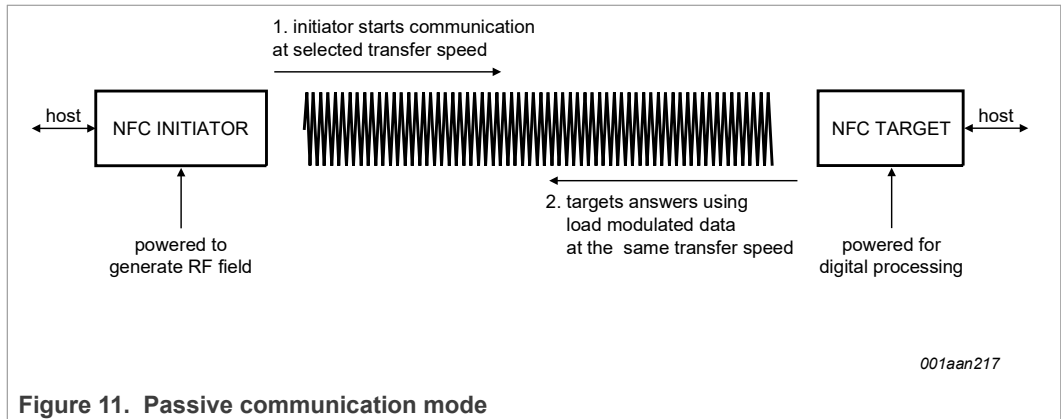 1. initiator starts communication
at selected transfer speed
host
NFC INITIATOR
NFC TARGET
host
2. targets answers using
load modulated data
at the same transfer speed
powered to
generate RF field
powered for
digital processing
001aan217
Figure 11. Passive communication mode